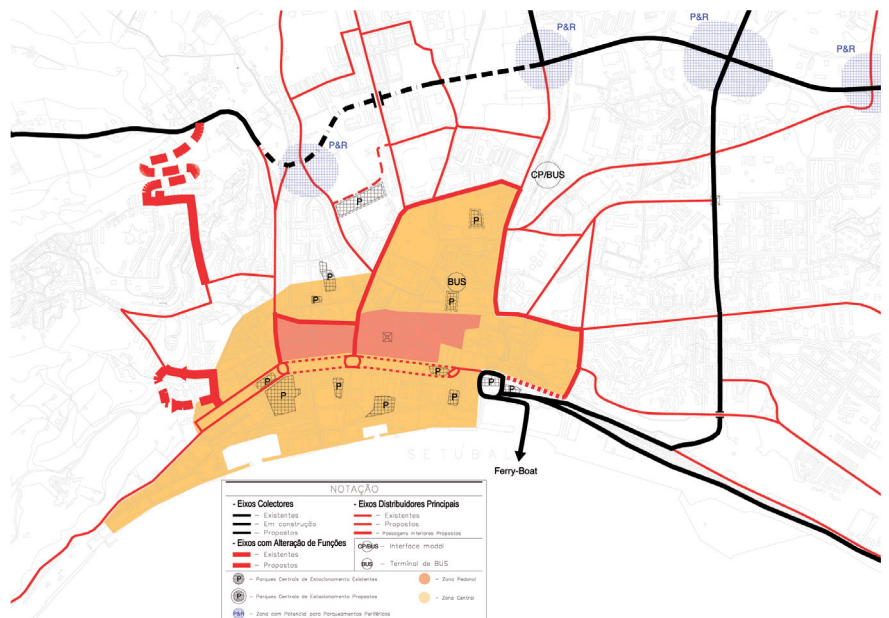 P&R
P&R
P&R
P&R
CP/BUS
P
P
P
BUS
P
P
P
P
P
P
P
P
P
P
SETUBAL
Ferry-Boat
NOTAÇÃO
- Eixos Colectores
- Existentes
- Em construção
- Propostos
- Eixos com Alteração de Funções
- Existentes
- Propostos
- Eixos Distribuidores Principais
- Existentes
- Propostos
- Passagens Inferiores Propostos
CP/BUS - Interface modal
BUS - Terminal de BUS
P - Parques Centrais de Estacionamento Existentes
P - Parques Centrais de Estacionamento Propostos
P&R - Zona com Potencial para Parqueamentos Periféricos
- Zona Pedonal
- Zona Central